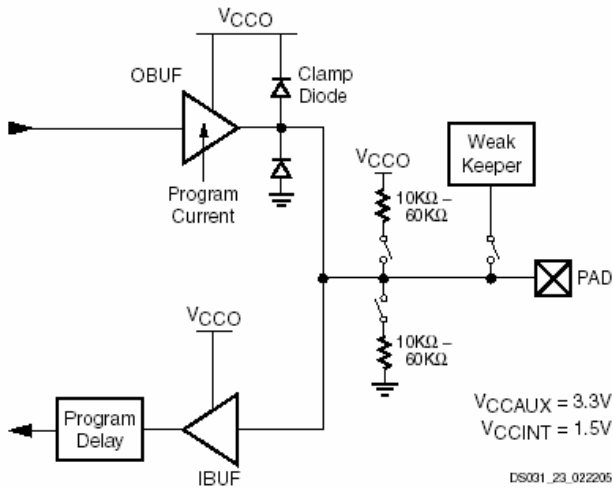 VCCO
OBUF
Clamp
Diode
Program
Current
VCCO
10KΩ –
60KΩ
Weak
Keeper
PAD
10KΩ –
60KΩ
VCCO
Program
Delay
IBUF
VCCAUX = 3.3V
VCCINT = 1.5V
DS031_23_022205